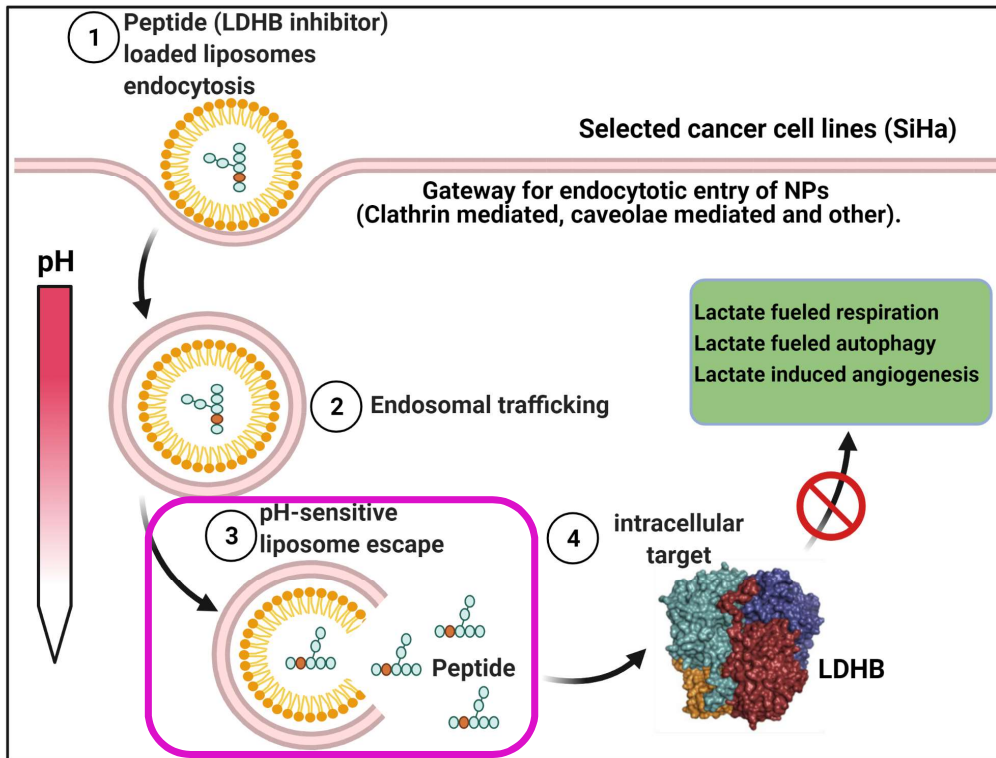 1
Peptide (LDHB inhibitor)
loaded liposomes
endocytosis
Selected cancer cell lines (SiHa)
Gateway for endocytotic entry of NPs
(Clathrin mediated, caveolae mediated and other).
pH
Lactate fueled respiration
Lactate fueled autophagy
Lactate induced angiogenesis
2
Endosomal trafficking
3
pH-sensitive
liposome escape
4
intracellular
target
Peptide
LDHB